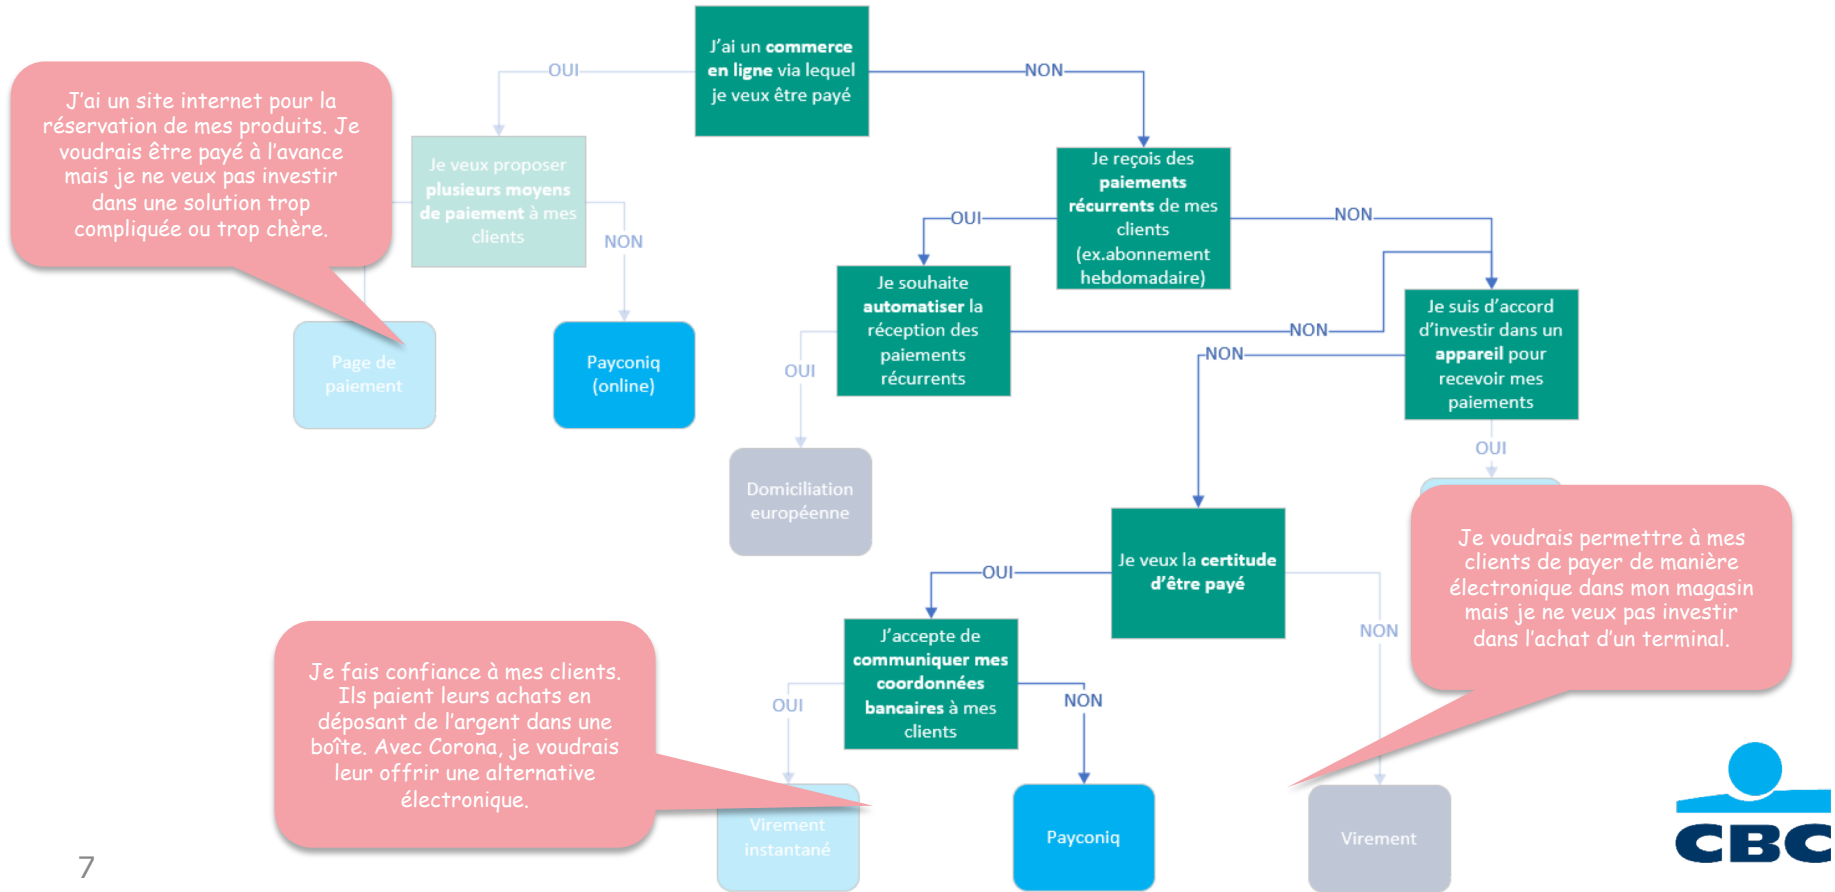 J'ai un commerce
en ligne via lequel
je veux être payé
OUI
NON
J'ai un site internet pour la
réservation de mes produits. Je
voudrais être payé à l'avance
mais je ne veux pas investir
dans une solution trop
compliquée ou trop chère.
Je veux proposer
plusieurs moyens
de paiement à mes
clients
NON
Je reçois des
paiements
récurrents de mes
clients
(ex.abonnement
hebdomadaire)
OUI
NON
Je souhaite
automatiser la
réception des
paiements
récurrents
NON
OUI
Je suis d'accord
d'investir dans un
appareil pour
recevoir mes
paiements
NON
OUI
Page de
paiement
Payconiq
(online)
Domiciliation
européenne
Je veux la certitude
d'être payé
OUI
NON
Je voudrais permettre à mes
clients de payer de manière
électronique dans mon magasin
mais je ne veux pas investir
dans l'achat d'un terminal.
J'accepte de
communiquer mes
coordonnées
bancaires à mes
clients
OUI
NON
Je fais confiance à mes clients.
Ils paient leurs achats en
déposant de l'argent dans une
boîte. Avec Corona, je voudrais
leur offrir une alternative
électronique.
Virement
instantané
Payconiq
Virement
CBC
7